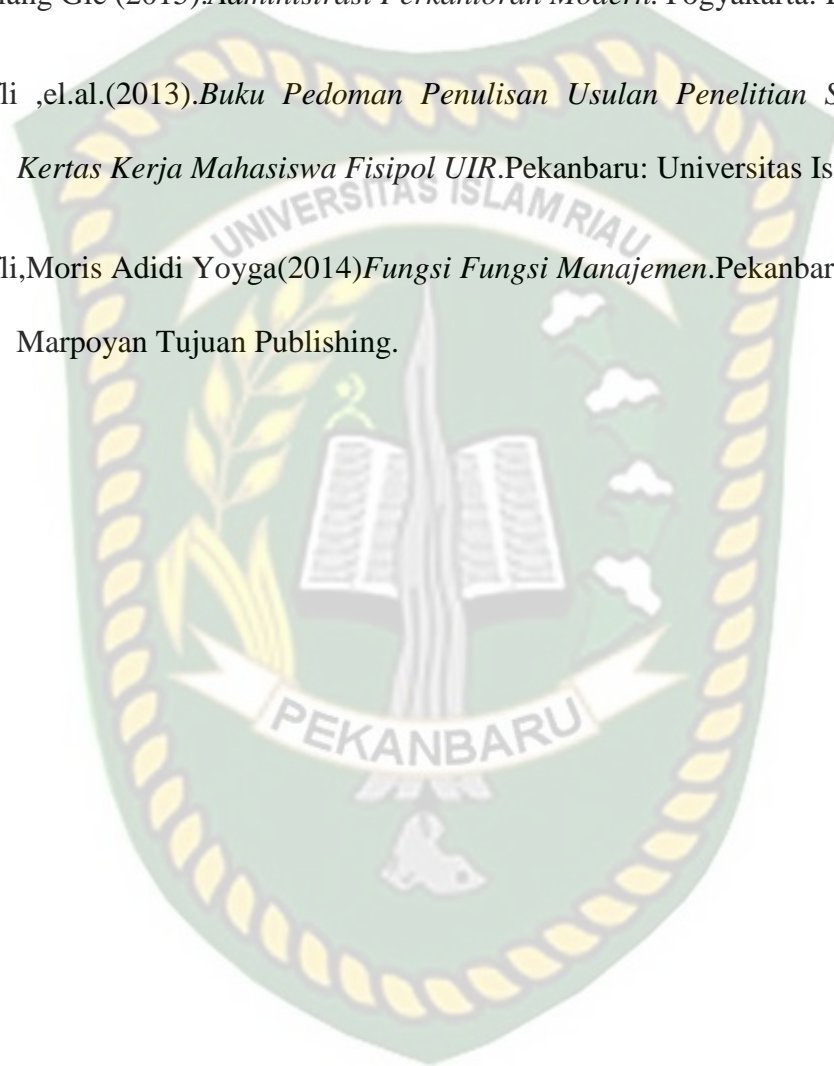 ang Gie (2013).Administrasi Perkantoran Modern. Yogyakarta.
li ,el.al.(2013).Buku Pedoman Penulisan Usulan Penelitian S
Kertas Kerja Mahasiswa Fisipol UIR.Pekanbaru: Universitas Is
li,Moris Adidi Yoyga(2014)Fungsi Fungsi Manajemen.Pekanbar
Marpoyan Tujuan Publishing.
UNIVERSITAS ISLAM RIAU
PEKANBARU